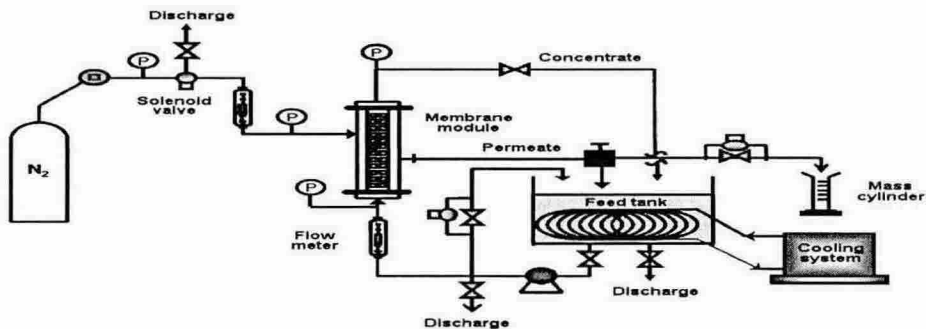 Discharge
P
P
Concentrate
Solenoid
valve
P
Membrane
module
Permeate
N₂
P
Feed tank
Mass
cylinder
Flow
meter
Cooling
system
Discharge
Discharge